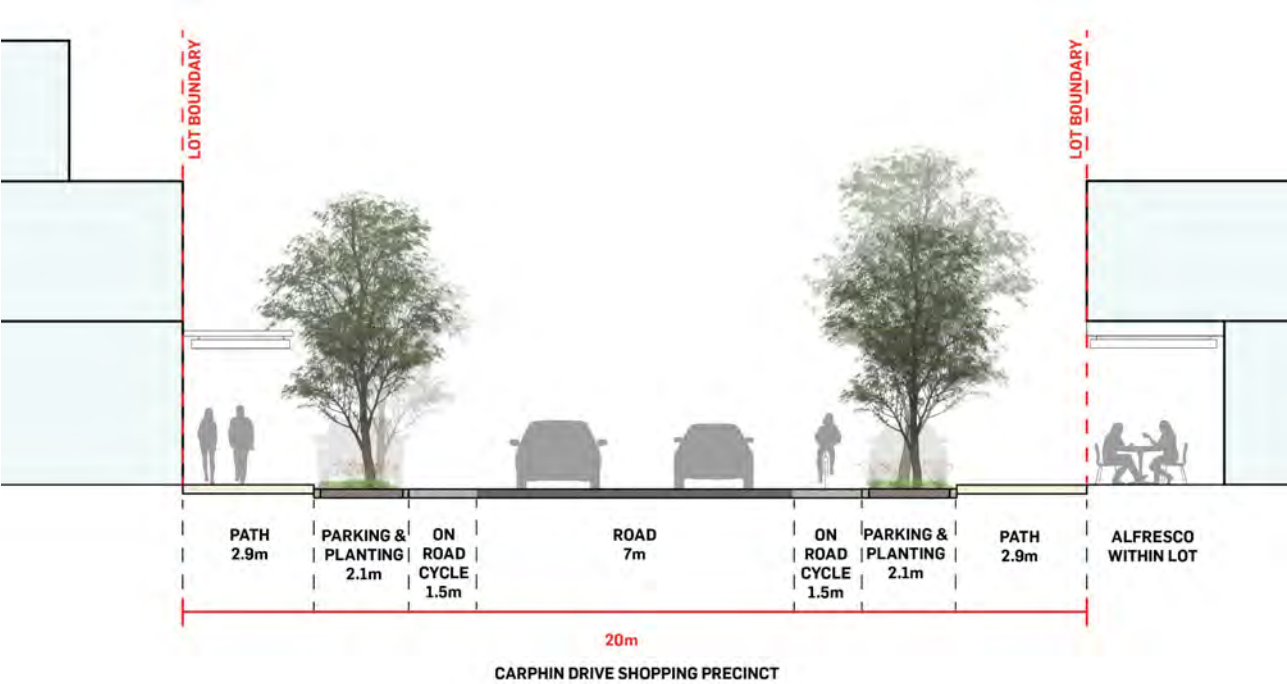 LOT BOUNDARY
LOT BOUNDARY
PATH
2.9m
PARKING &
PLANTING
2.1m
ON
ROAD
CYCLE
1.5m
ROAD
7m
ON
ROAD
CYCLE
1.5m
PARKING &
PLANTING
2.1m
PATH
2.9m
ALFRESCO
WITHIN LOT
20m
CARPHIN DRIVE SHOPPING PRECINCT